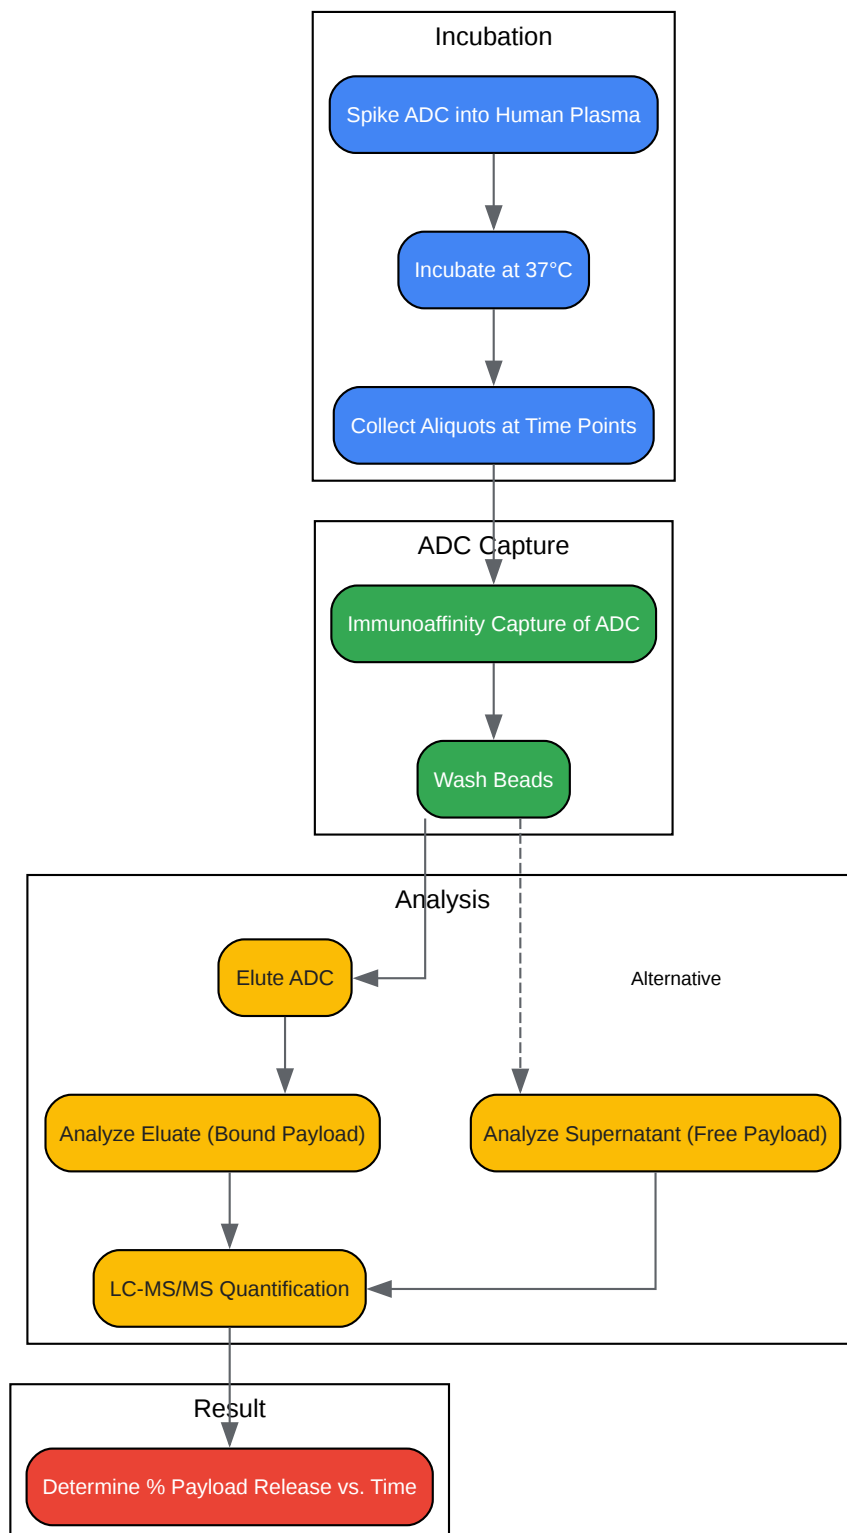 Incubation
Spike ADC into Human Plasma
Incubate at 37°C
Collect Aliquots at Time Points
ADC Capture
Immunoaffinity Capture of ADC
Wash Beads
Analysis
Elute ADC
Alternative
Analyze Eluate (Bound Payload)
Analyze Supernatant (Free Payload)
LC-MS/MS Quantification
Result
Determine % Payload Release vs. Time